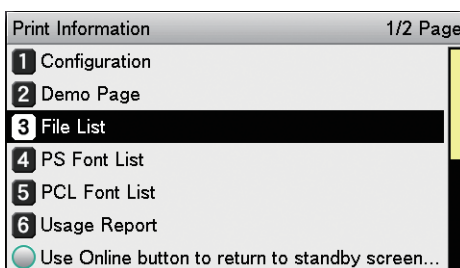 Print Information 1/2 Page
1 Configuration
2 Demo Page
3 File List
4 PS Font List
5 PCL Font List
6 Usage Report
Use Online button to return to standby screen...